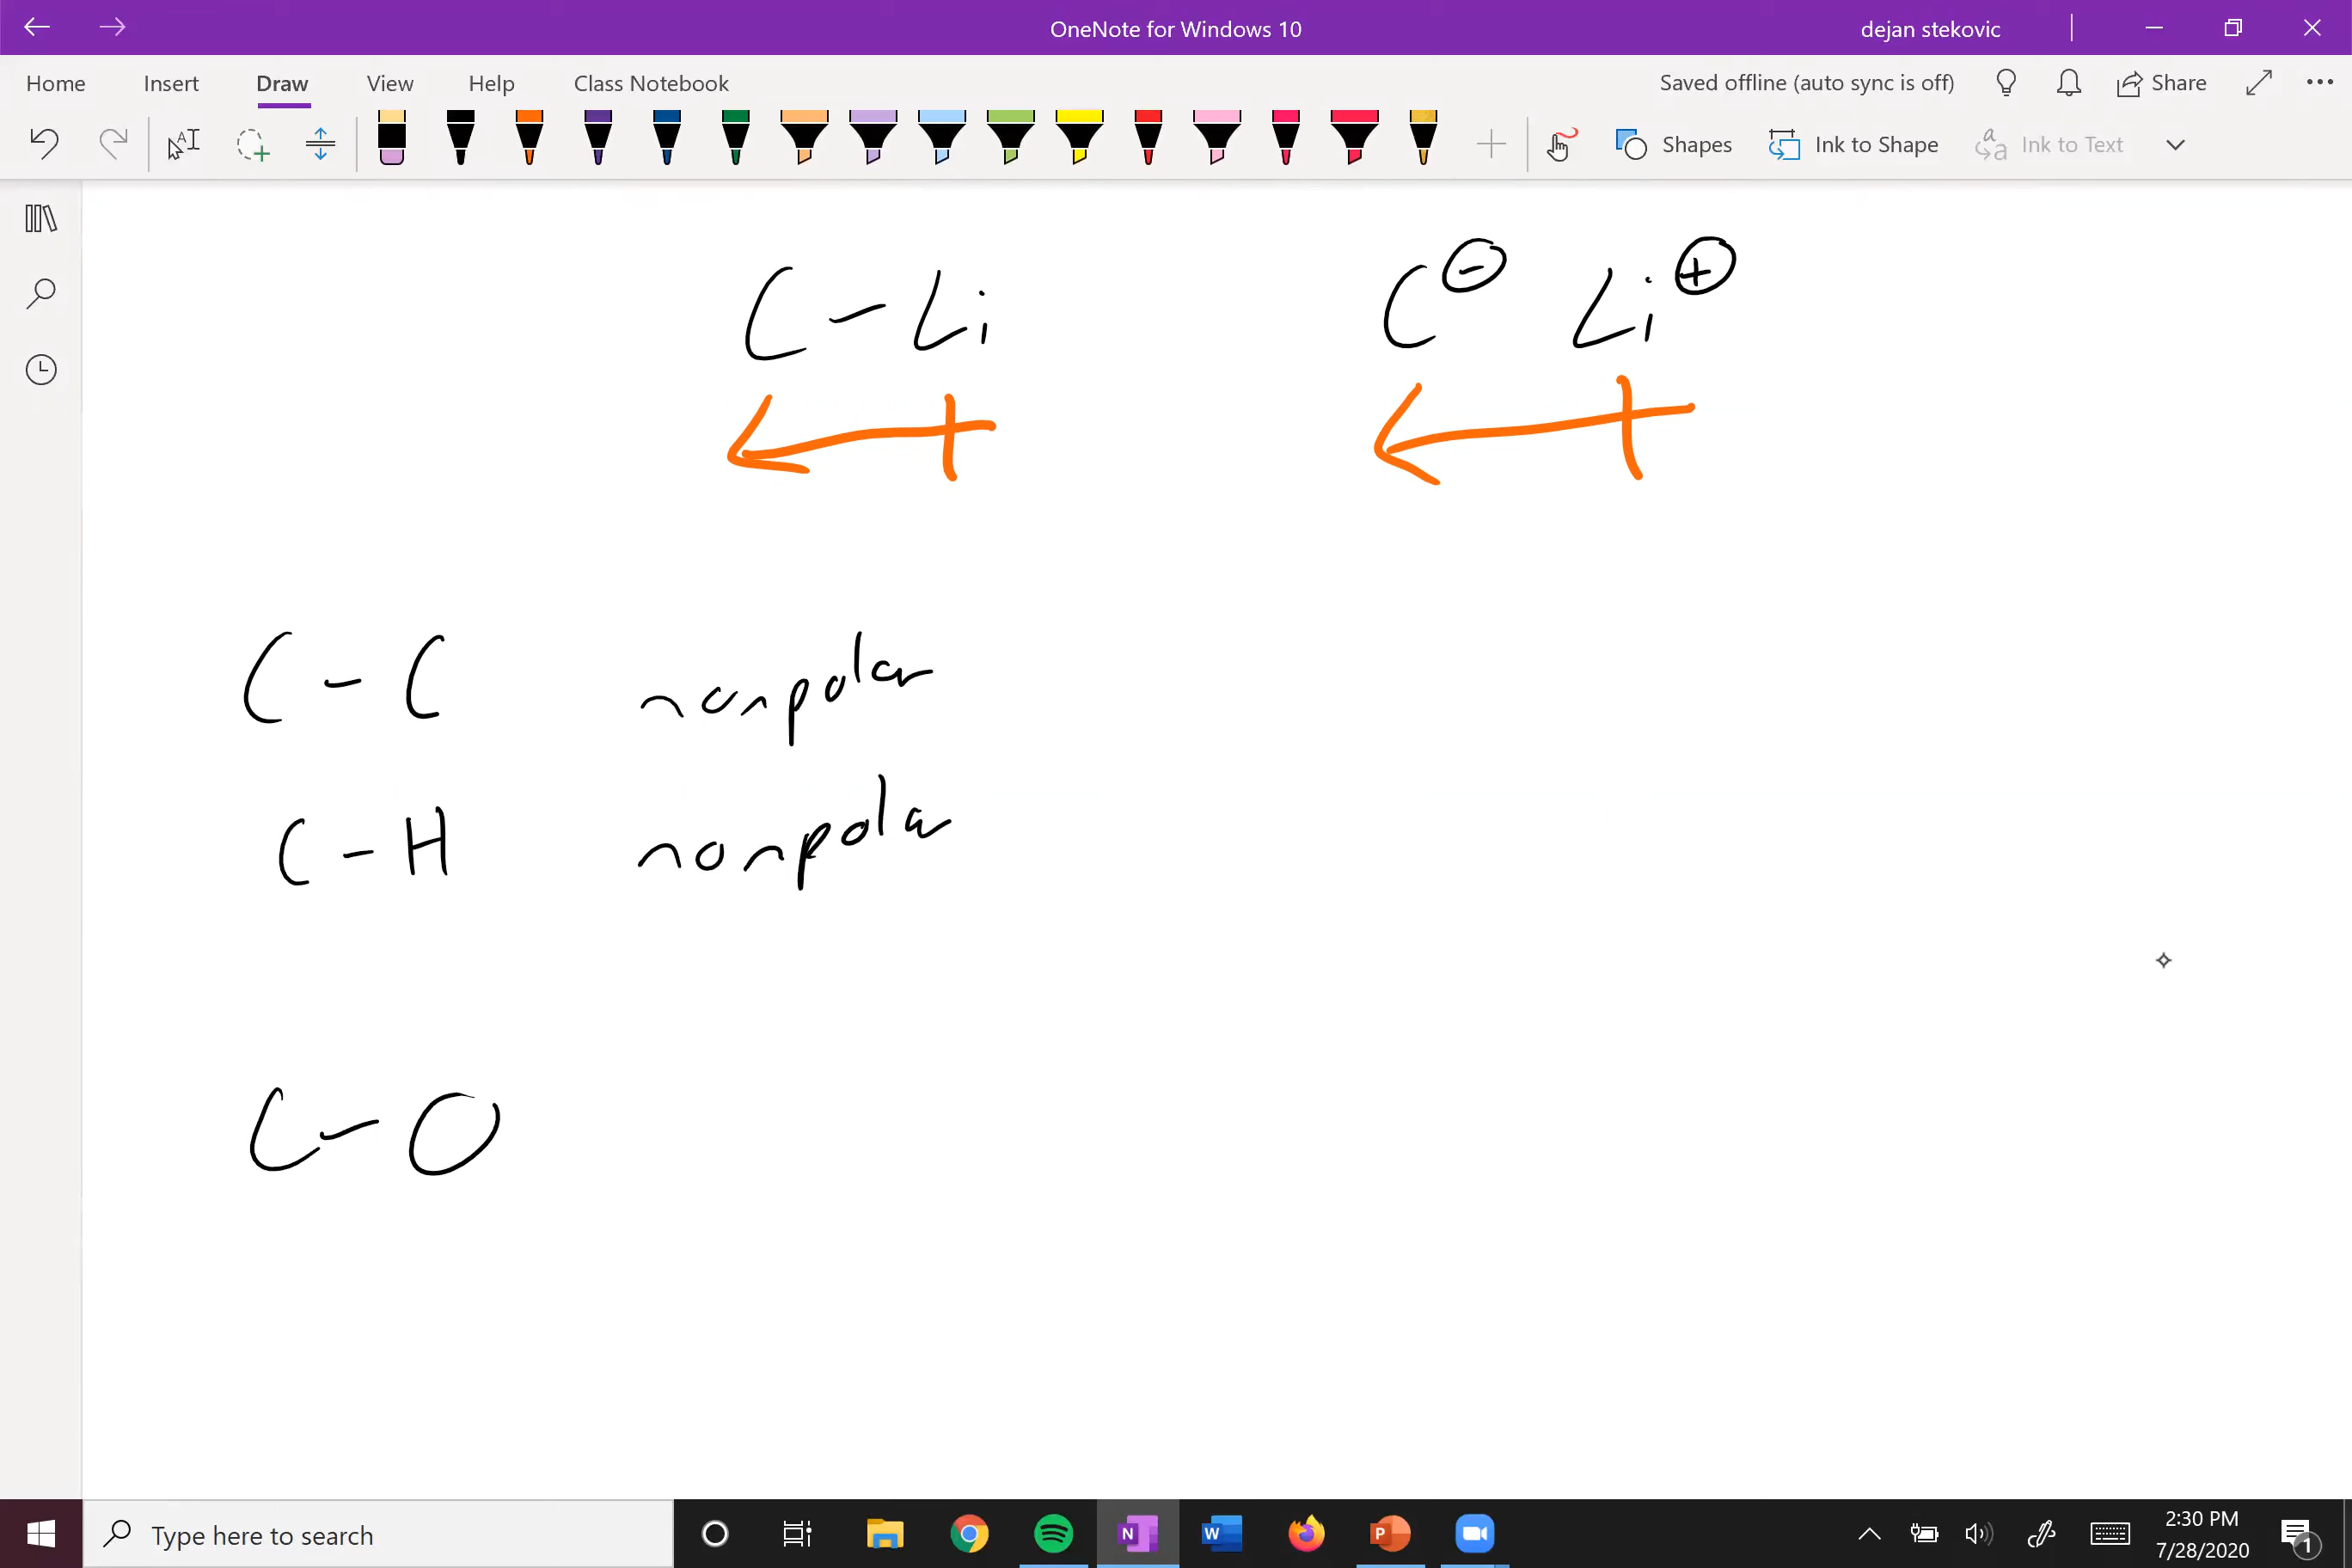 OneNote for Windows 10
dejan stekovic
Home Insert Draw View Help Class Notebook
Saved offline (auto sync is off)
Share
Shapes Ink to Shape Ink to Text
C - Li
C⊖ Li⊕
C - C nonpolar
C - H nonpolar
C - O
Type here to search
2:30 PM
7/28/2020
1